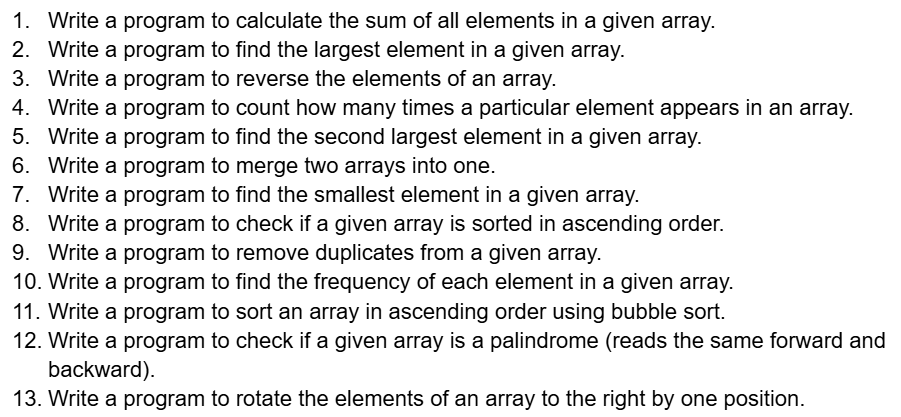 1. Write a program to calculate the sum of all elements in a given array.
2. Write a program to find the largest element in a given array.
3. Write a program to reverse the elements of an array.
4. Write a program to count how many times a particular element appears in an array.
5. Write a program to find the second largest element in a given array.
6. Write a program to merge two arrays into one.
7. Write a program to find the smallest element in a given array.
8. Write a program to check if a given array is sorted in ascending order.
9. Write a program to remove duplicates from a given array.
10. Write a program to find the frequency of each element in a given array.
11. Write a program to sort an array in ascending order using bubble sort.
12. Write a program to check if a given array is a palindrome (reads the same forward and
backward).
13. Write a program to rotate the elements of an array to the right by one position.